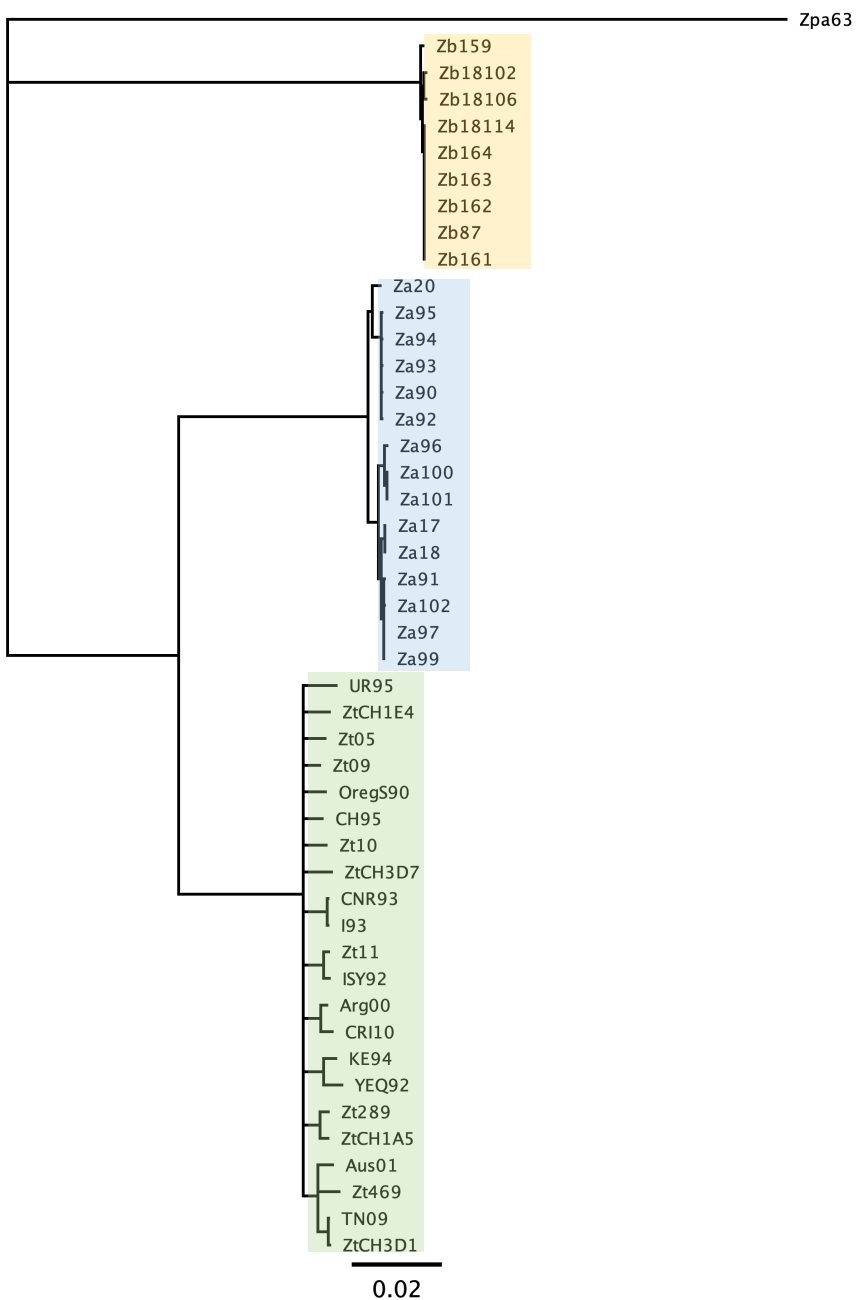 Zpa63
Zb159
Zb18102
Zb18106
Zb18114
Zb164
Zb163
Zb162
Zb87
Zb161
Za20
Za95
Za94
Za93
Za90
Za92
Za96
Za100
Za101
Za17
Za18
Za91
Za102
Za97
Za99
UR95
ZtCH1E4
Zt05
Zt09
OregS90
CH95
Zt10
ZtCH3D7
CNR93
I93
Zt11
ISY92
Arg00
CRI10
KE94
YEQ92
Zt289
ZtCH1A5
Aus01
Zt469
TN09
ZtCH3D1
0.02